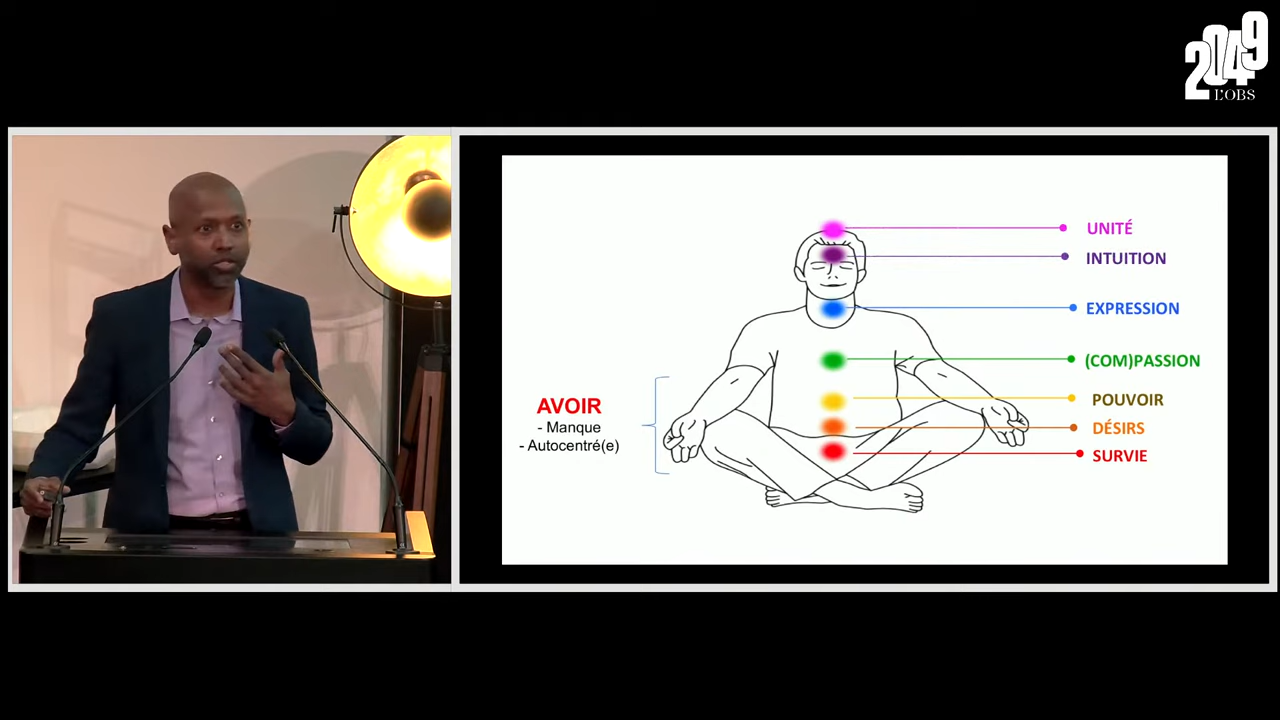 2049
L'OBS
UNITÉ
INTUITION
EXPRESSION
(COM)PASSION
POUVOIR
DÉSIRS
SURVIE
AVOIR
- Manque
- Autocentré(e)